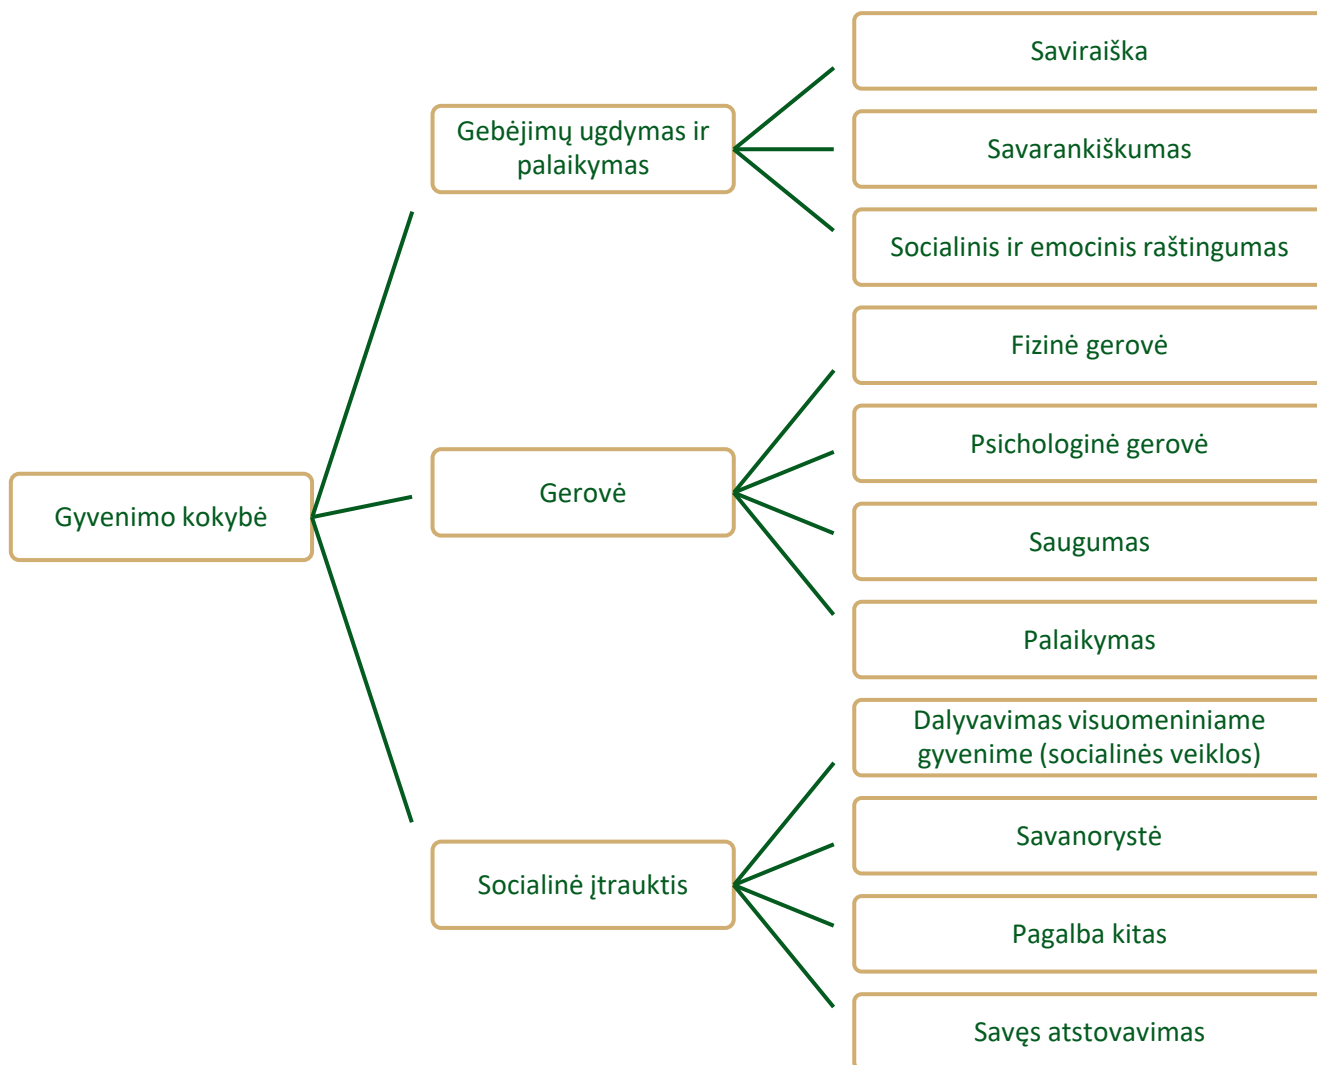 Gyvenimo kokybė
Gebėjimų ugdymas ir
palaikymas
Saviraiška
Savarankiškumas
Socialinis ir emocinis raštingumas
Gerovė
Fizinė gerovė
Psichologinė gerovė
Saugumas
Palaikymas
Socialinė įtrauktis
Dalyvavimas visuomeniniame
gyvenime (socialinės veiklos)
Savanorystė
Pagalba kitas
Savęs atstovavimas